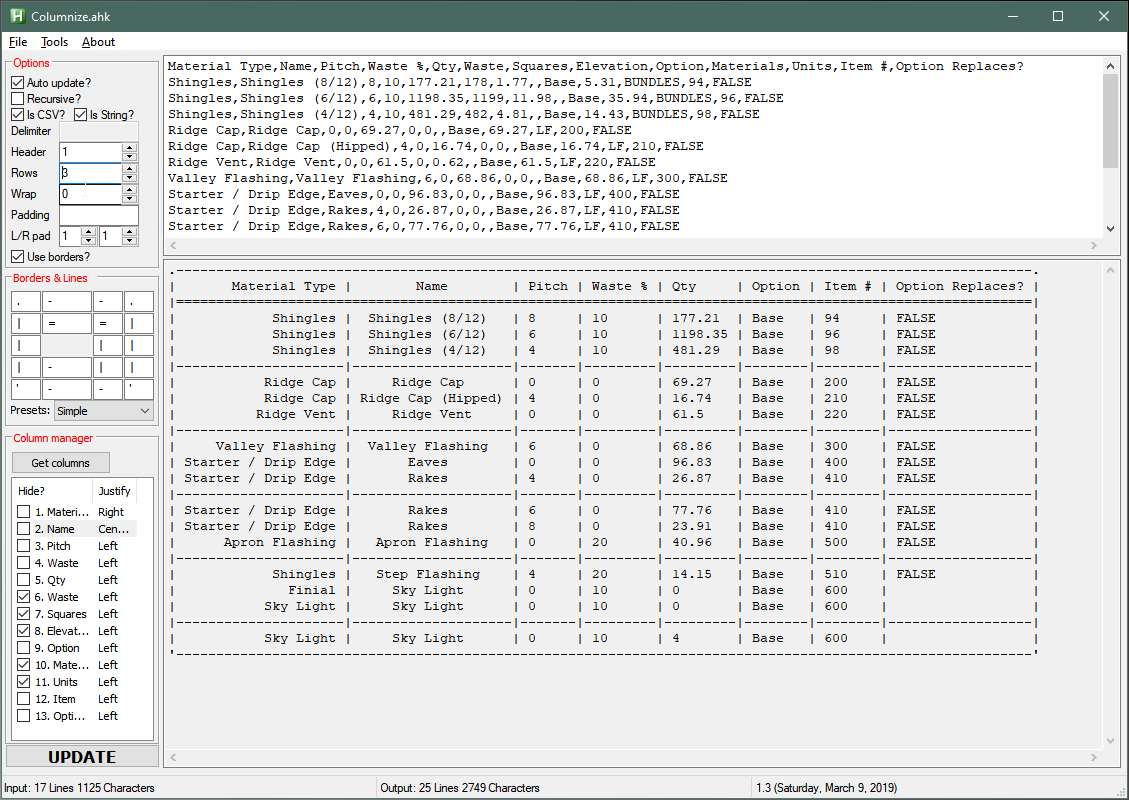 Columnize.ahk
File Tools About
Options
Auto update?
Recursive?
Is CSV? Is String?
Delimiter
Header 1
Rows 3
Wrap 0
Padding
L/R pad 1 1
Use borders?
Borders & Lines
. - - .
| = = |
| | |
| - | |
' - - '
Presets: Simple
Column manager
Get columns
Hide? Justify
1. Materi... Right
2. Name Cen...
3. Pitch Left
4. Waste Left
5. Qty Left
6. Waste Left
7. Squares Left
8. Elevat... Left
9. Option Left
10. Mate... Left
11. Units Left
12. Item Left
13. Opti... Left
UPDATE
Material Type,Name,Pitch,Waste %,Qty,Waste,Squares,Elevation,Option,Materials,Units,Item #,Option Replaces?
Shingles,Shingles (8/12),8,10,177.21,178,1.77,,Base,5.31,BUNDLES,94,FALSE
Shingles,Shingles (6/12),6,10,1198.35,1199,11.98,,Base,35.94,BUNDLES,96,FALSE
Shingles,Shingles (4/12),4,10,481.29,482,4.81,,Base,14.43,BUNDLES,98,FALSE
Ridge Cap,Ridge Cap,0,0,69.27,0,0,,Base,69.27,LF,200,FALSE
Ridge Cap,Ridge Cap (Hipped),4,0,16.74,0,0,,Base,16.74,LF,210,FALSE
Ridge Vent,Ridge Vent,0,0,61.5,0,0.62,,Base,61.5,LF,220,FALSE
Valley Flashing,Valley Flashing,6,0,68.86,0,0,,Base,68.86,LF,300,FALSE
Starter / Drip Edge,Eaves,0,0,96.83,0,0,,Base,96.83,LF,400,FALSE
Starter / Drip Edge,Rakes,4,0,26.87,0,0,,Base,26.87,LF,410,FALSE
Starter / Drip Edge,Rakes,6,0,77.76,0,0,,Base,77.76,LF,410,FALSE
.-----------------------------------------------------------------------------------------------------------.
|       Material Type |        Name        | Pitch | Waste % | Qty     | Option | Item # | Option Replaces? |
|===========================================================================================================|
|            Shingles |  Shingles (8/12)   | 8     | 10      | 177.21  | Base   | 94     | FALSE            |
|            Shingles |  Shingles (6/12)   | 6     | 10      | 1198.35 | Base   | 96     | FALSE            |
|            Shingles |  Shingles (4/12)   | 4     | 10      | 481.29  | Base   | 98     | FALSE            |
|---------------------|--------------------|-------|---------|---------|--------|--------|------------------|
|           Ridge Cap |     Ridge Cap      | 0     | 0       | 69.27   | Base   | 200    | FALSE            |
|           Ridge Cap | Ridge Cap (Hipped) | 4     | 0       | 16.74   | Base   | 210    | FALSE            |
|          Ridge Vent |     Ridge Vent     | 0     | 0       | 61.5    | Base   | 220    | FALSE            |
|---------------------|--------------------|-------|---------|---------|--------|--------|------------------|
|     Valley Flashing |  Valley Flashing   | 6     | 0       | 68.86   | Base   | 300    | FALSE            |
| Starter / Drip Edge |       Eaves        | 0     | 0       | 96.83   | Base   | 400    | FALSE            |
| Starter / Drip Edge |       Rakes        | 4     | 0       | 26.87   | Base   | 410    | FALSE            |
|---------------------|--------------------|-------|---------|---------|--------|--------|------------------|
| Starter / Drip Edge |       Rakes        | 6     | 0       | 77.76   | Base   | 410    | FALSE            |
| Starter / Drip Edge |       Rakes        | 8     | 0       | 23.91   | Base   | 410    | FALSE            |
|      Apron Flashing |   Apron Flashing   | 0     | 20      | 40.96   | Base   | 500    | FALSE            |
|---------------------|--------------------|-------|---------|---------|--------|--------|------------------|
|            Shingles |   Step Flashing    | 4     | 20      | 14.15   | Base   | 510    | FALSE            |
|              Finial |     Sky Light      | 0     | 10      | 0       | Base   | 600    |                  |
|           Sky Light |     Sky Light      | 0     | 10      | 0       | Base   | 600    |                  |
|---------------------|--------------------|-------|---------|---------|--------|--------|------------------|
|           Sky Light |     Sky Light      | 0     | 10      | 4       | Base   | 600    |                  |
'-----------------------------------------------------------------------------------------------------------'
Input: 17 Lines 1125 Characters
Output: 25 Lines 2749 Characters
1.3 (Saturday, March 9, 2019)